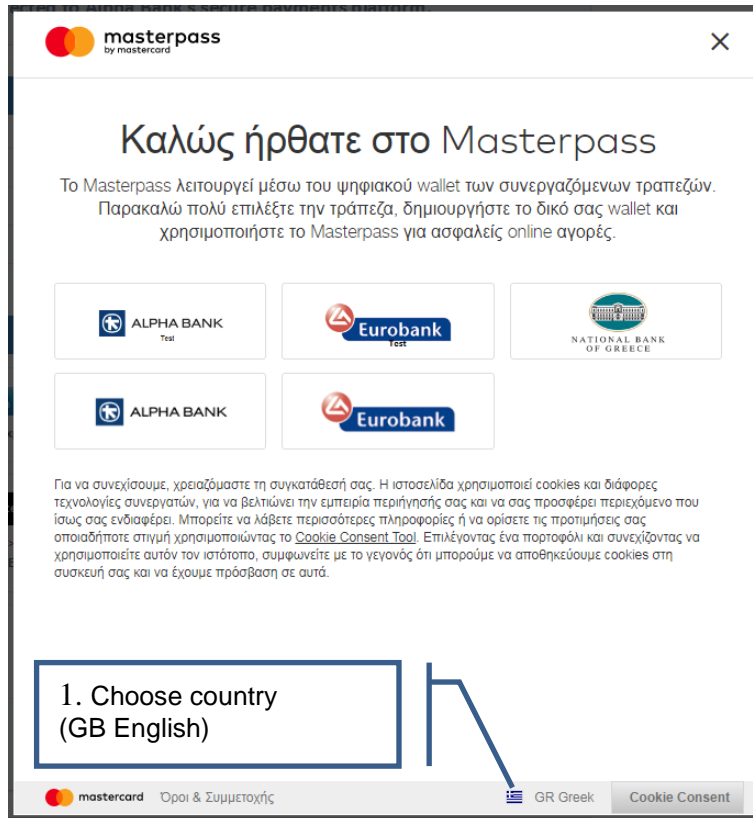 ected to Alpha Bank's secure payments platform.
masterpass
by mastercard
Καλώς ήρθατε στο Masterpass
Το Masterpass λειτουργεί μέσω του ψηφιακού wallet των συνεργαζόμενων τραπεζών.
Παρακαλώ πολύ επιλέξτε την τράπεζα, δημιουργήστε το δικό σας wallet και
χρησιμοποιήστε το Masterpass για ασφαλείς online αγορές.
ALPHA BANK
Test
Eurobank
Test
NATIONAL BANK
OF GREECE
ALPHA BANK
Eurobank
Για να συνεχίσουμε, χρειαζόμαστε τη συγκατάθεσή σας. Η ιστοσελίδα χρησιμοποιεί cookies και διάφορες
τεχνολογίες συνεργατών, για να βελτιώνει την εμπειρία περιήγησής σας και να σας προσφέρει περιεχόμενο που
ίσως σας ενδιαφέρει. Μπορείτε να λάβετε περισσότερες πληροφορίες ή να ορίσετε τις προτιμήσεις σας
οποιαδήποτε στιγμή χρησιμοποιώντας το Cookie Consent Tool. Επιλέγοντας ένα πορτοφόλι και συνεχίζοντας να
χρησιμοποιείτε αυτόν τον ιστότοπο, συμφωνείτε με το γεγονός ότι μπορούμε να αποθηκεύουμε cookies στη
συσκευή σας και να έχουμε πρόσβαση σε αυτά.
1. Choose country
(GB English)
mastercard Όροι & Συμμετοχής
GR Greek
Cookie Consent